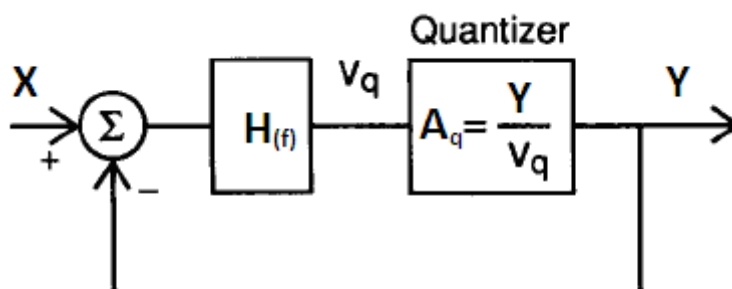 Quantizer
X
Σ
+
−
H(f)
Vq
Aq = Y
Vq
Y